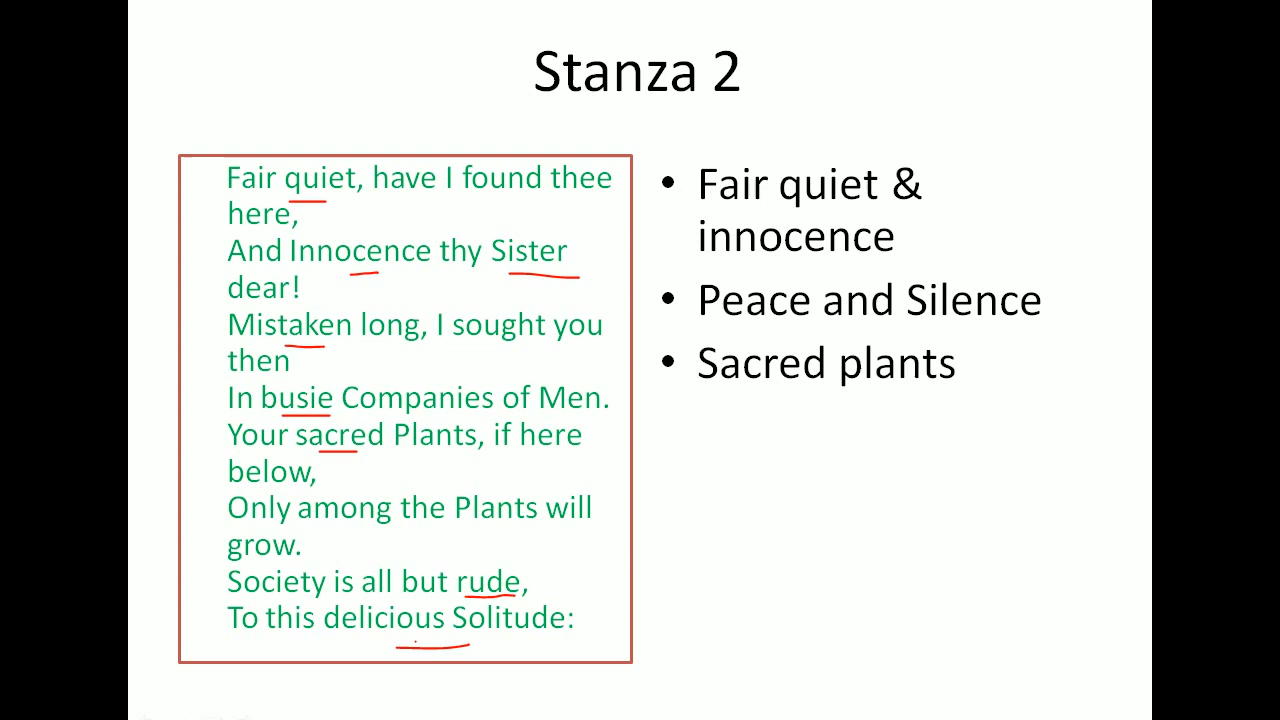 Stanza 2
Fair quiet, have I found thee
here,
And Innocence thy Sister
dear!
Mistaken long, I sought you
then
In busie Companies of Men.
Your sacred Plants, if here
below,
Only among the Plants will
grow.
Society is all but rude,
To this delicious Solitude:
• Fair quiet &
innocence
• Peace and Silence
• Sacred plants